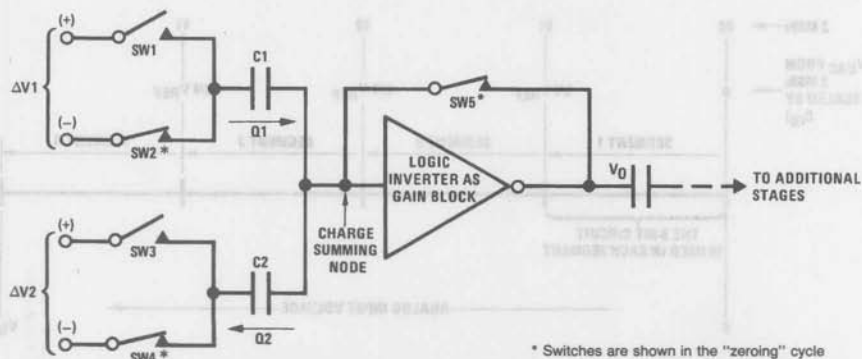 (+)
SW1
ΔV1
(−)
SW2*
C1
Q1
(+)
SW3
ΔV2
(−)
SW4*
C2
Q2
CHARGE
SUMMING
NODE
LOGIC
INVERTER AS
GAIN BLOCK
SW5*
V0
TO ADDITIONAL
STAGES
* Switches are shown in the "zeroing" cycle